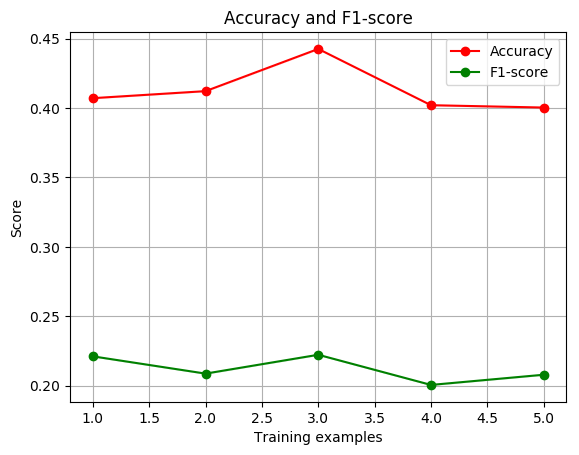 Accuracy and F1-score
Accuracy
F1-score
0.45
0.40
0.35
0.30
0.25
0.20
Score
1.0 1.5 2.0 2.5 3.0 3.5 4.0 4.5 5.0
Training examples